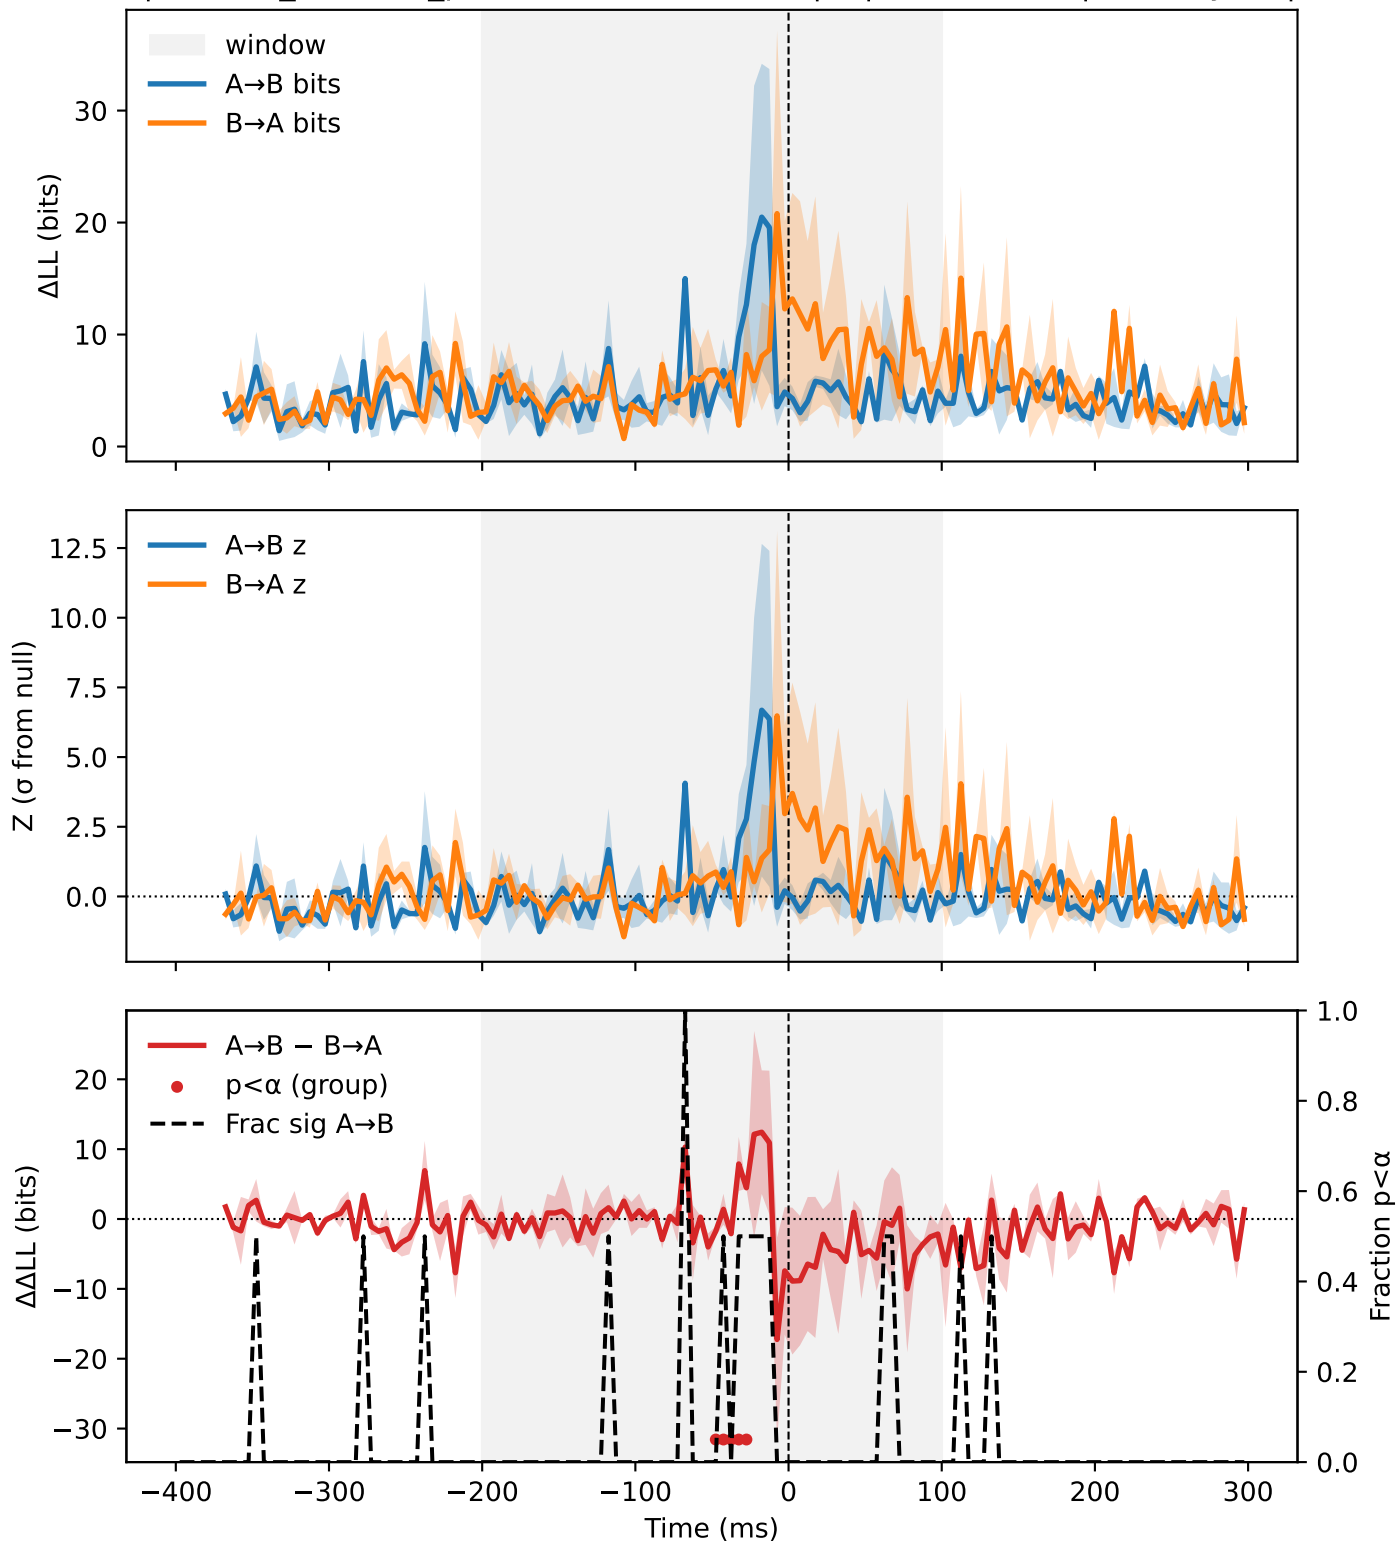 window
A→B bits
B→A bits
ΔLL (bits)
30
20
10
0
A→B z
B→A z
Z (σ from null)
12.5
10.0
7.5
5.0
2.5
0.0
A→B − B→A
p<α (group)
Frac sig A→B
ΔΔLL (bits)
20
10
0
−10
−20
−30
1.0
0.8
0.6
0.4
0.2
0.0
Fraction p<α
−400 −300 −200 −100 0 100 200 300
Time (ms)